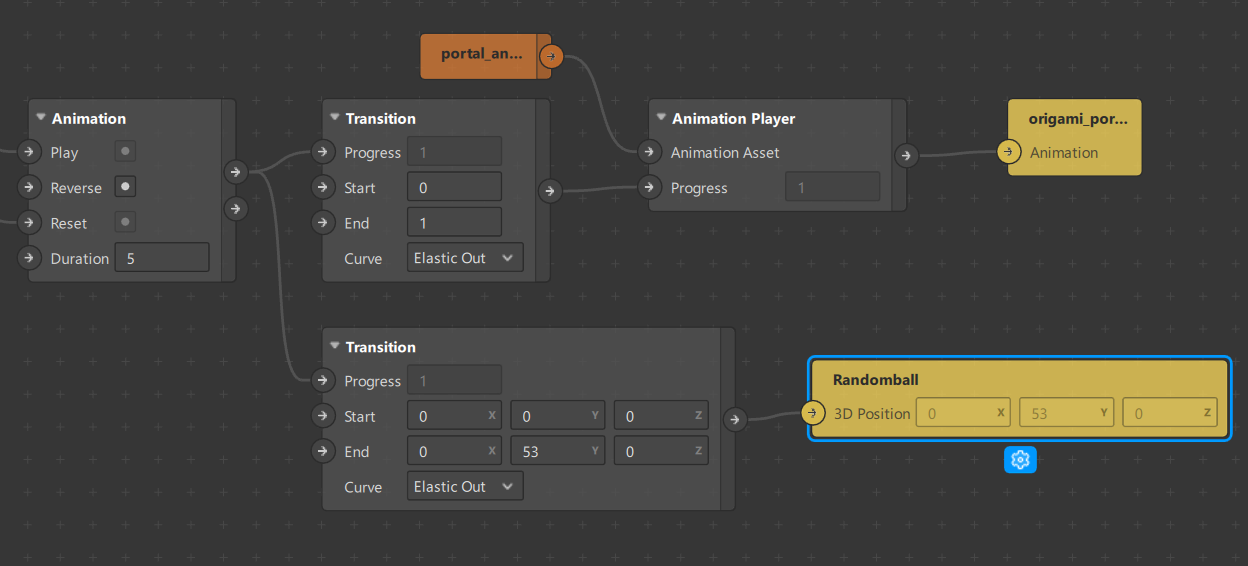 portal_an...
Animation
Play
Reverse
Reset
Duration 5
Transition
Progress 1
Start 0
End 1
Curve Elastic Out
Animation Player
Animation Asset
Progress 1
origami_por...
Animation
Transition
Progress 1
Start 0 X 0 Y 0 Z
End 0 X 53 Y 0 Z
Curve Elastic Out
Randomball
3D Position 0 X 53 Y 0 Z